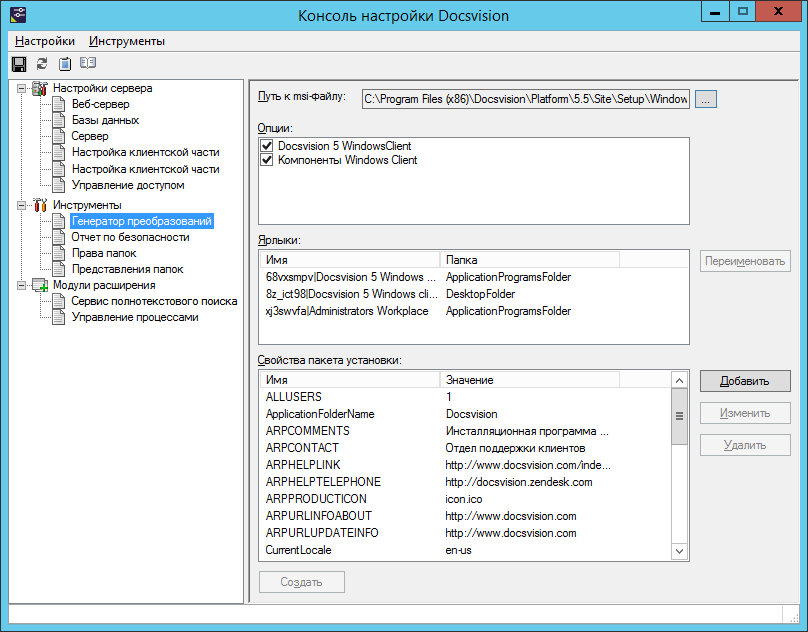 Консоль настройки Docsvision
Настройки Инструменты
Настройки сервера
Веб-сервер
Базы данных
Сервер
Настройка клиентской части
Настройка клиентской части
Управление доступом
Инструменты
Генератор преобразований
Отчет по безопасности
Права папок
Представления папок
Модули расширения
Сервис полнотекстового поиска
Управление процессами
Путь к msi-файлу: C:\Program Files (x86)\Docsvision\Platform\5.5\Site\Setup\Window ...
Опции:
Docsvision 5 WindowsClient
Компоненты Windows Client
Ярлыки:
Имя Папка
68vxsmpv|Docsvision 5 Windows ... ApplicationProgramsFolder
8z_ict98|Docsvision 5 Windows cli... DesktopFolder
xj3swvfa|Administrators Workplace ApplicationProgramsFolder
Переименовать
Свойства пакета установки:
Имя Значение
ALLUSERS 1
ApplicationFolderName Docsvision
ARPCOMMENTS Инсталляционная программа ...
ARPCONTACT Отдел поддержки клиентов
ARPHELPLINK http://www.docsvision.com/inde...
ARPHELPTELEPHONE http://docsvision.zendesk.com
ARPPRODUCTICON icon.ico
ARPURLINFOABOUT http://www.docsvision.com
ARPURLUPDATEINFO http://www.docsvision.com
CurrentLocale en-us
Добавить
Изменить
Удалить
Создать